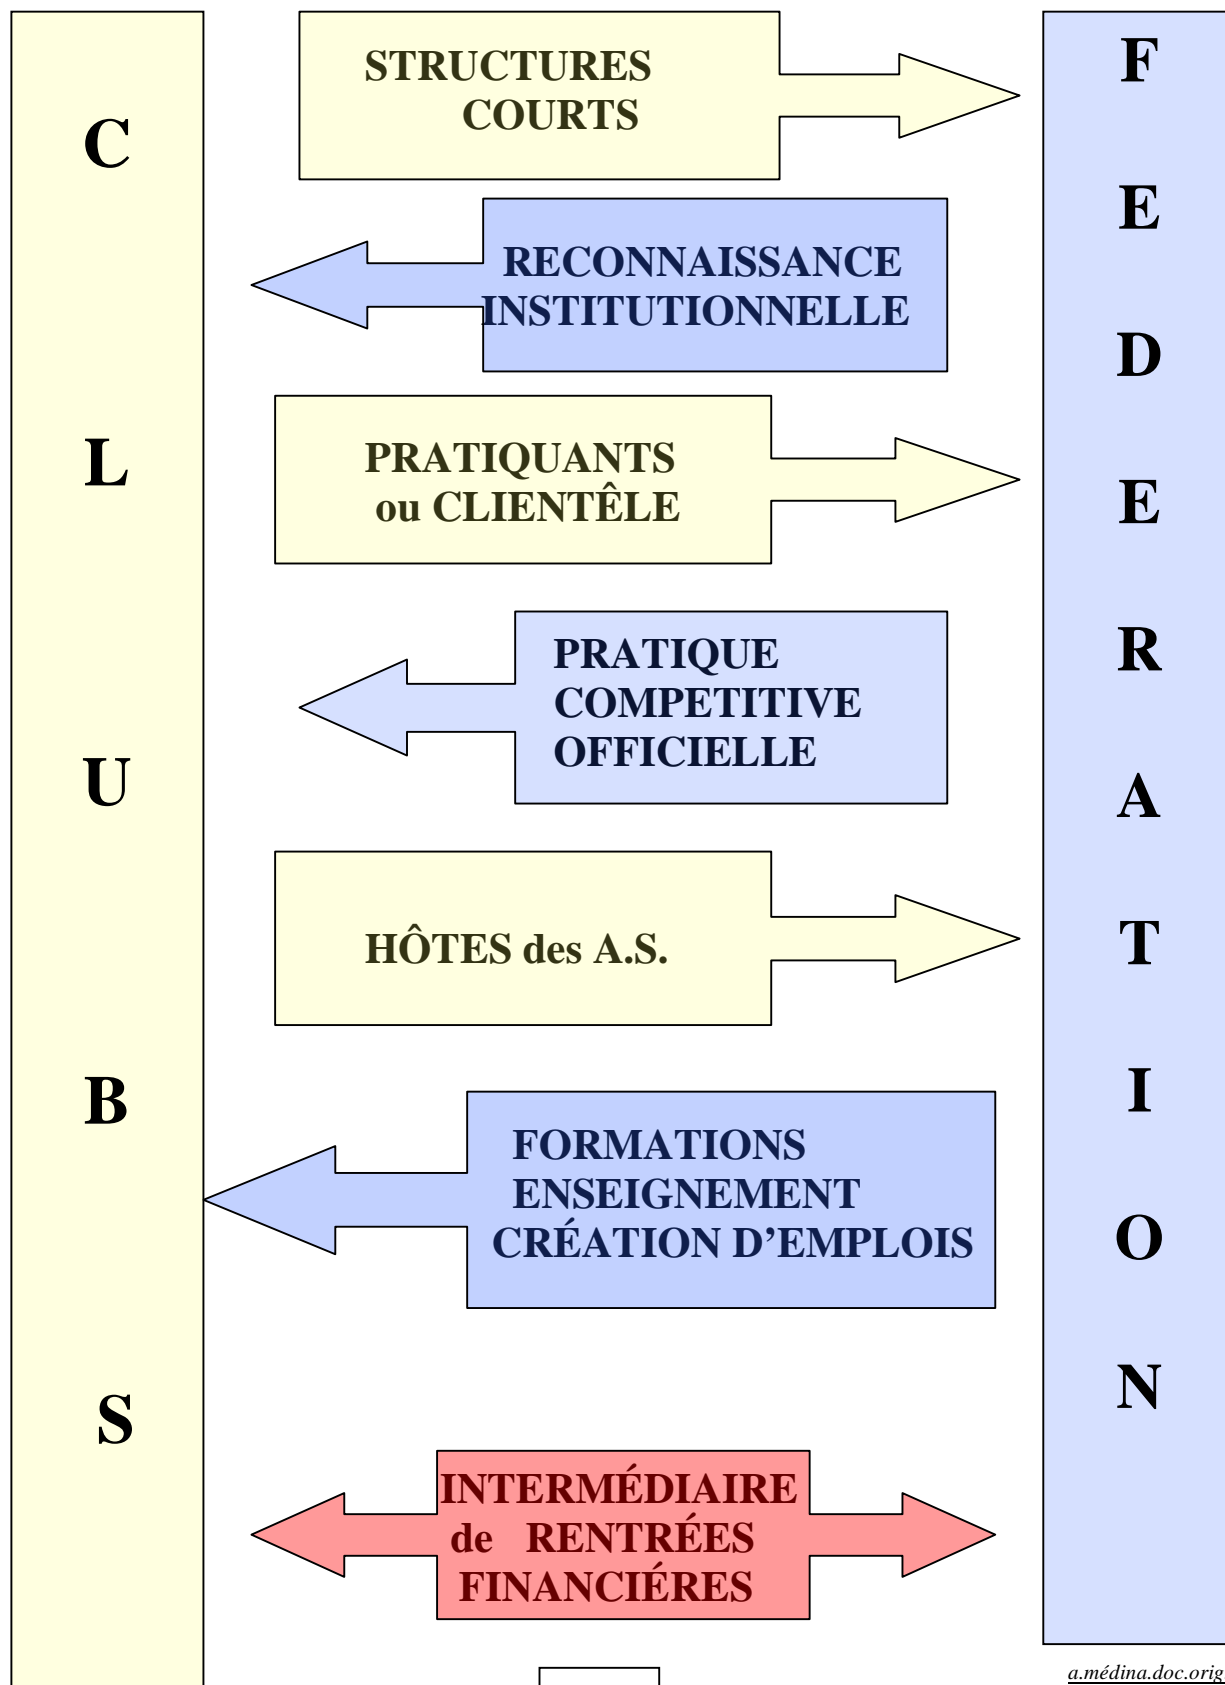 C
L
U
B
S
STRUCTURES
COURTS
RECONNAISSANCE
INSTITUTIONNELLE
PRATIQUANTS
ou CLIENTÊLE
PRATIQUE
COMPETITIVE
OFFICIELLE
HÔTES des A.S.
FORMATIONS
ENSEIGNEMENT
CRÉATION D’EMPLOIS
INTERMÉDIAIRE
de RENTRÉES
FINANCIÉRES
F
E
D
E
R
A
T
I
O
N
a.médina.doc.orig